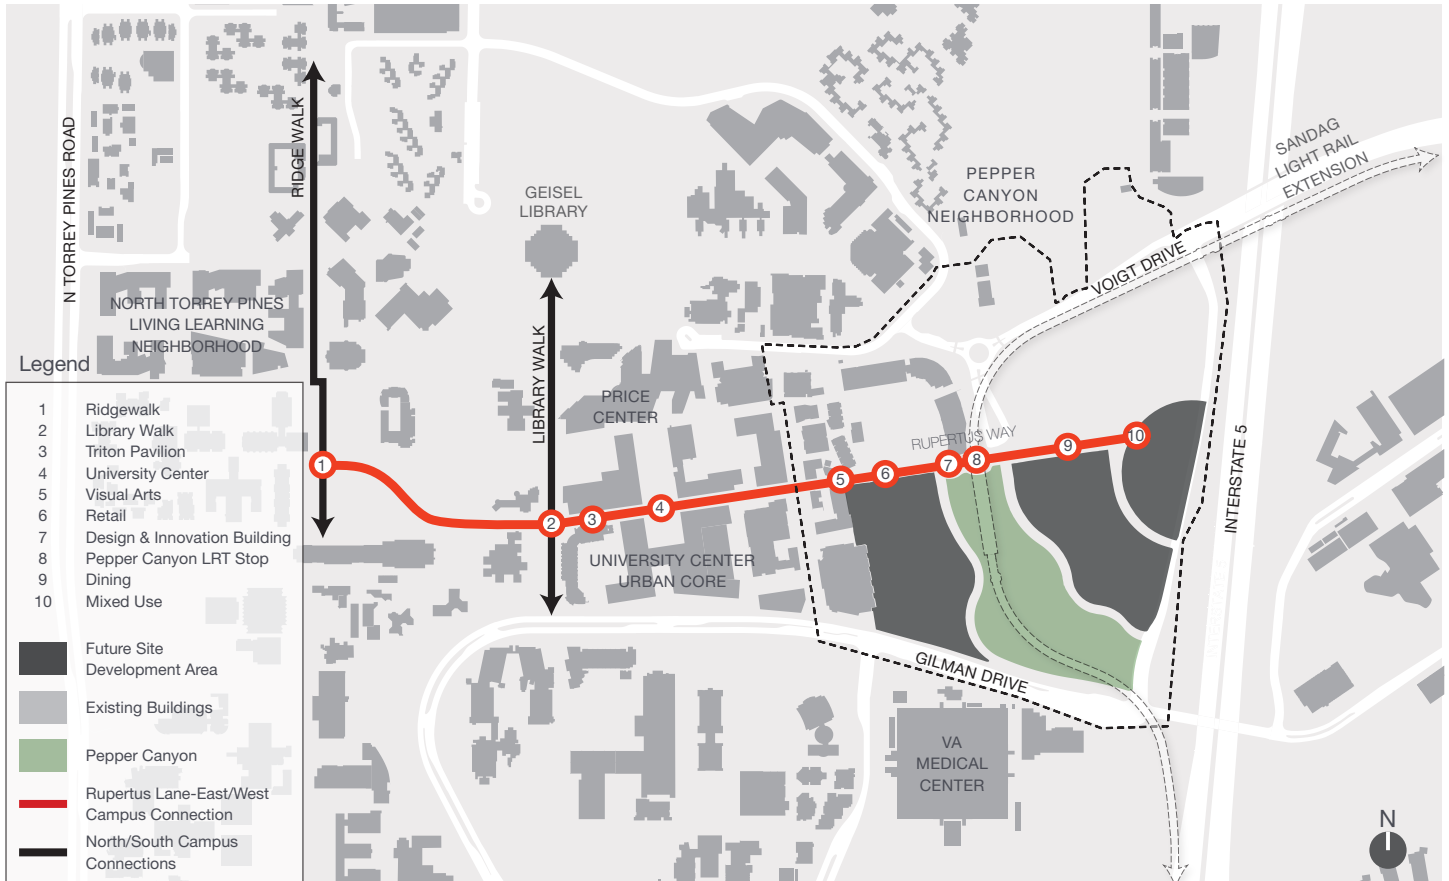 N TORREY PINES ROAD
RIDGE WALK
GEISEL
LIBRARY
LIBRARY WALK
PEPPER
CANYON
NEIGHBORHOOD
SANDAG
LIGHT RAIL
EXTENSION
VOIGT DRIVE
NORTH TORREY PINES
LIVING LEARNING
NEIGHBORHOOD
PRICE
CENTER
RUPERTUS WAY
INTERSTATE 5
1
2
3
4
5
6
7
8
9
10
UNIVERSITY CENTER
URBAN CORE
GILMAN DRIVE
VA
MEDICAL
CENTER
N
Legend
1 Ridgewalk
2 Library Walk
3 Triton Pavilion
4 University Center
5 Visual Arts
6 Retail
7 Design & Innovation Building
8 Pepper Canyon LRT Stop
9 Dining
10 Mixed Use
Future Site
Development Area
Existing Buildings
Pepper Canyon
Rupertus Lane-East/West
Campus Connection
North/South Campus
Connections